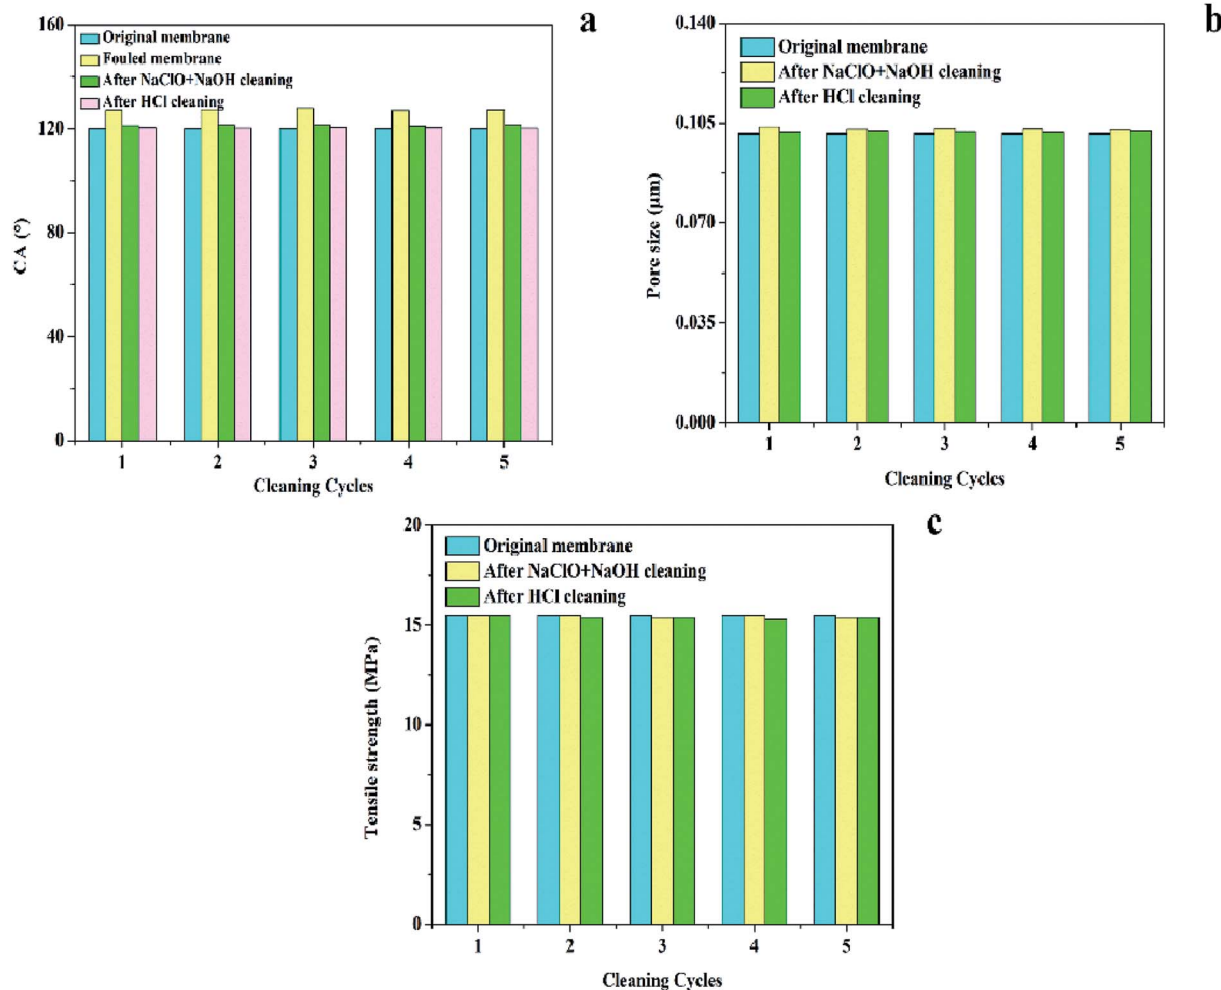 a
160
120
80
40
0
CA (°)
Original membrane
Fouled membrane
After NaClO+NaOH cleaning
After HCl cleaning
1 2 3 4 5
Cleaning Cycles
b
0.140
0.105
0.070
0.035
0.000
Pore size (μm)
Original membrane
After NaClO+NaOH cleaning
After HCl cleaning
1 2 3 4 5
Cleaning Cycles
c
20
15
10
5
0
Tensile strength (MPa)
Original membrane
After NaClO+NaOH cleaning
After HCl cleaning
1 2 3 4 5
Cleaning Cycles